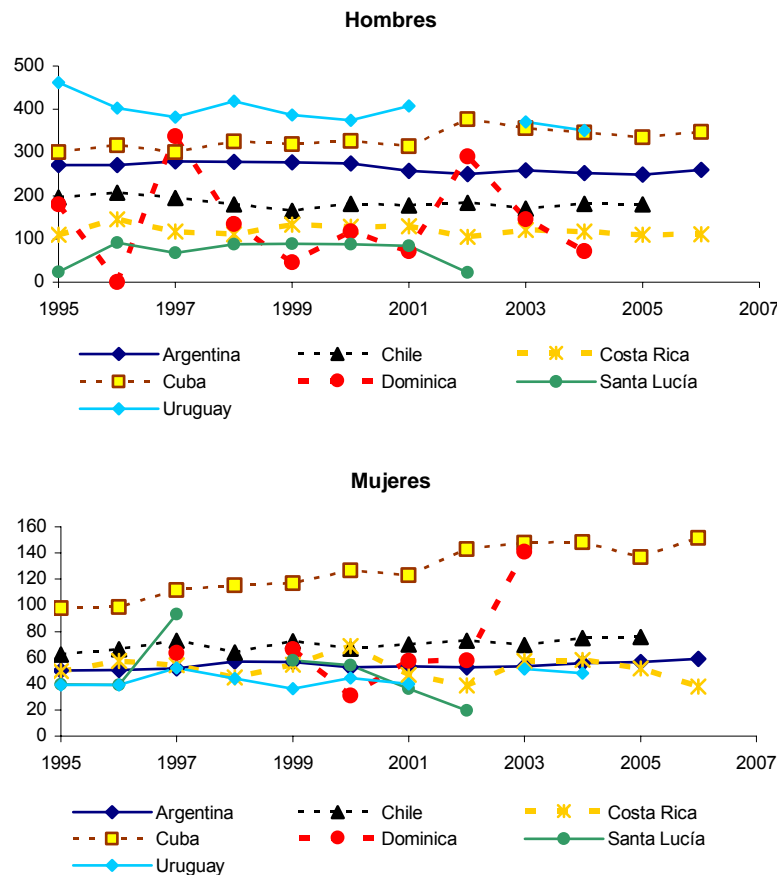 Hombres
500
400
300
200
100
0
1995 1997 1999 2001 2003 2005 2007
Argentina Chile Costa Rica
Cuba Dominica Santa Lucía
Uruguay
Mujeres
160
140
120
100
80
60
40
20
0
1995 1997 1999 2001 2003 2005 2007
Argentina Chile Costa Rica
Cuba Dominica Santa Lucía
Uruguay